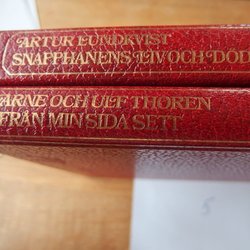 ARTUR LUNDKVIST
SNAPPHANENS LIV OCH DÖD
ARNE OCH ULF THOREN
FRÅN MIN SIDA SETT